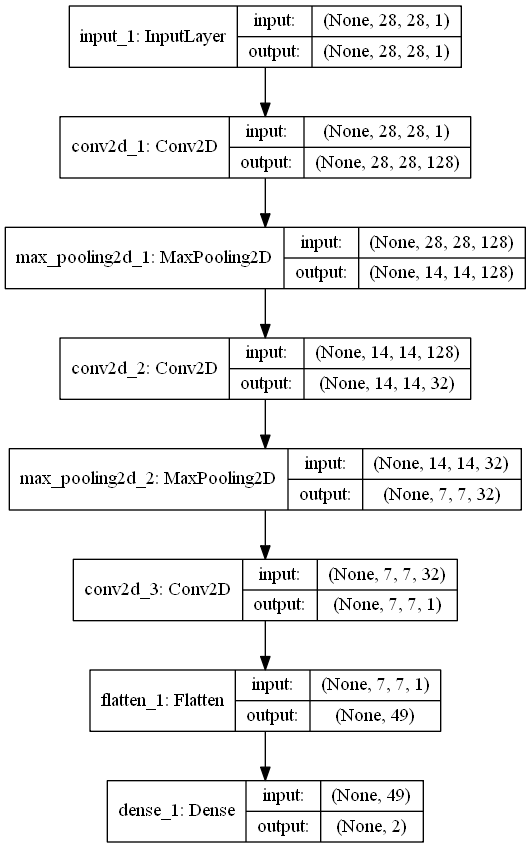 input_1: InputLayer
input: (None, 28, 28, 1)
output: (None, 28, 28, 1)
conv2d_1: Conv2D
input: (None, 28, 28, 1)
output: (None, 28, 28, 128)
max_pooling2d_1: MaxPooling2D
input: (None, 28, 28, 128)
output: (None, 14, 14, 128)
conv2d_2: Conv2D
input: (None, 14, 14, 128)
output: (None, 14, 14, 32)
max_pooling2d_2: MaxPooling2D
input: (None, 14, 14, 32)
output: (None, 7, 7, 32)
conv2d_3: Conv2D
input: (None, 7, 7, 32)
output: (None, 7, 7, 1)
flatten_1: Flatten
input: (None, 7, 7, 1)
output: (None, 49)
dense_1: Dense
input: (None, 49)
output: (None, 2)